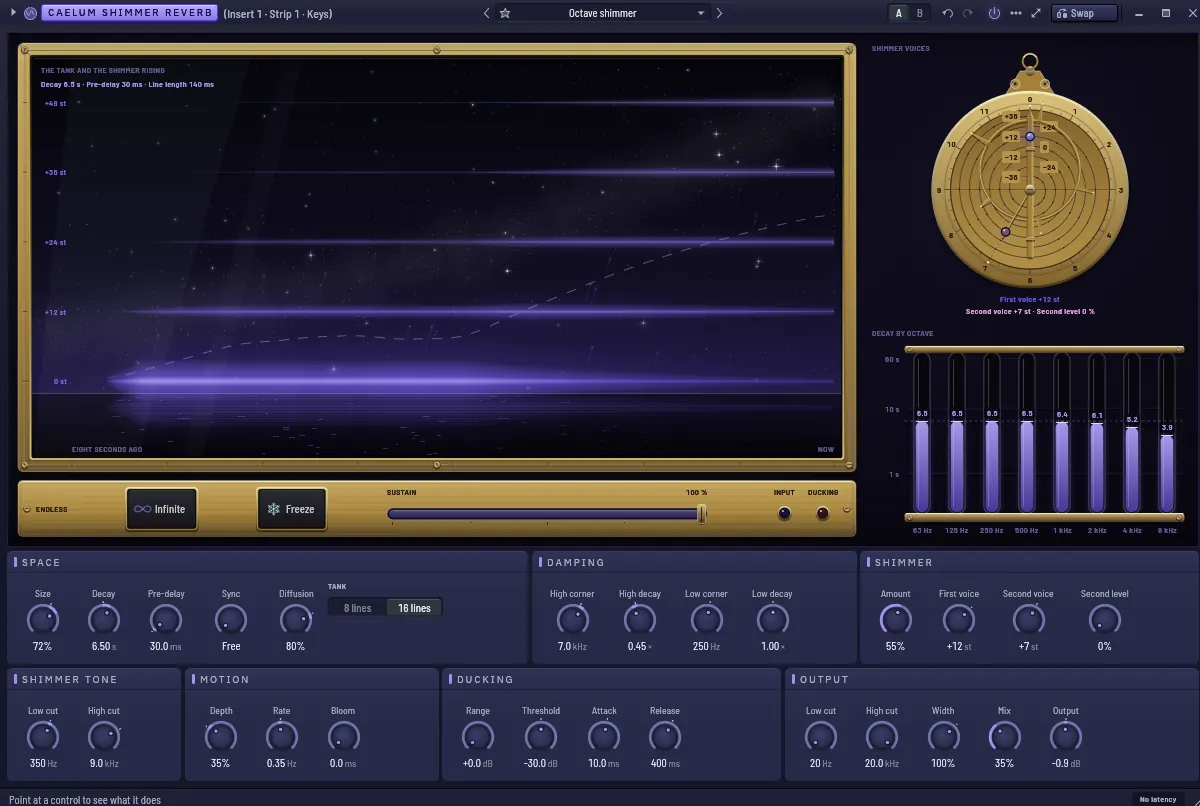 CAELUM SHIMMER REVERB
(Insert 1 · Strip 1 · Keys)
Octave shimmer
A
B
Swap
THE TANK AND THE SHIMMER RISING
Decay 6.5 s · Pre-delay 30 ms · Line length 140 ms
+48 st
+36 st
+24 st
+12 st
0 st
EIGHT SECONDS AGO
NOW
SHIMMER VOICES
0
1
2
3
4
5
6
7
8
9
10
11
+36
+24
+12
0
−12
−24
−36
First voice +12 st
Second voice +7 st · Second level 0 %
DECAY BY OCTAVE
60 s
10 s
1 s
6.5
6.5
6.5
6.5
6.4
6.1
5.2
3.9
63 Hz
125 Hz
250 Hz
500 Hz
1 kHz
2 kHz
4 kHz
8 kHz
ENDLESS
Infinite
Freeze
SUSTAIN
100 %
INPUT
DUCKING
SPACE
Size
Decay
Pre-delay
Sync
Diffusion
TANK
8 lines
16 lines
72%
6.50 s
30.0 ms
Free
80%
DAMPING
High corner
High decay
Low corner
Low decay
7.0 kHz
0.45 ×
250 Hz
1.00 ×
SHIMMER
Amount
First voice
Second voice
Second level
55%
+12 st
+7 st
0%
SHIMMER TONE
Low cut
High cut
350 Hz
9.0 kHz
MOTION
Depth
Rate
Bloom
35%
0.35 Hz
0.0 ms
DUCKING
Range
Threshold
Attack
Release
+0.0 dB
-30.0 dB
10.0 ms
400 ms
OUTPUT
Low cut
High cut
Width
Mix
Output
20 Hz
20.0 kHz
100%
35%
-0.9 dB
Point at a control to see what it does
No latency